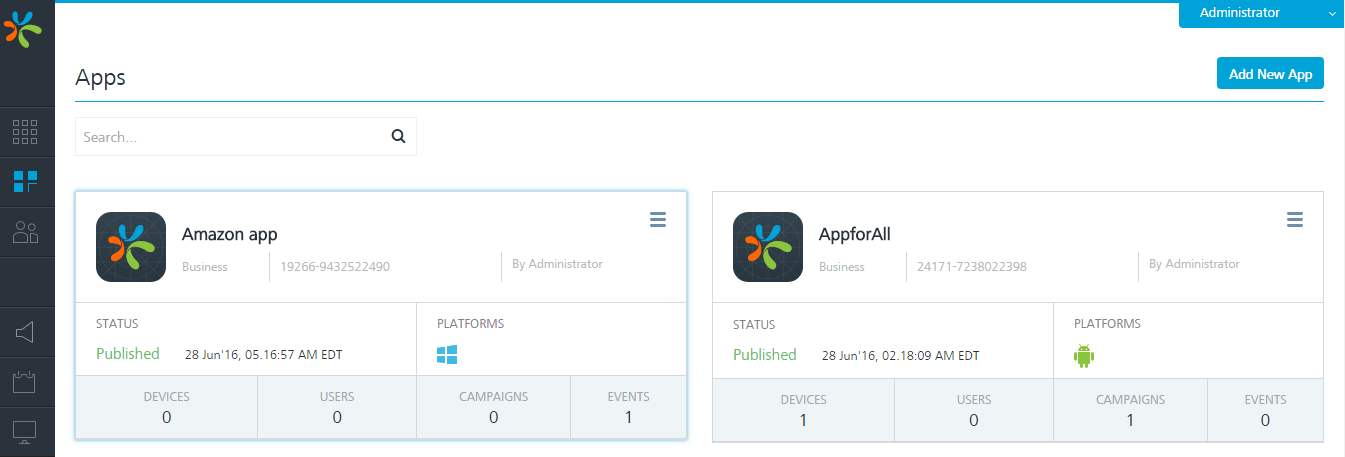 Administrator
Apps
Add New App
Search...
Amazon app
Business 19266-9432522490 By Administrator
STATUS PLATFORMS
Published 28 Jun'16, 05.16:57 AM EDT
DEVICES USERS CAMPAIGNS EVENTS
0 0 0 1
AppforAll
Business 24171-7238022398 By Administrator
STATUS PLATFORMS
Published 28 Jun'16, 02.18:09 AM EDT
DEVICES USERS CAMPAIGNS EVENTS
1 0 1 0